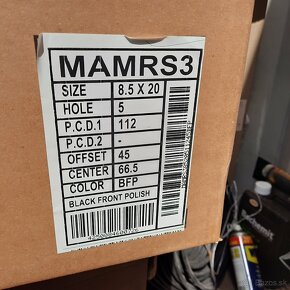 MAMRS3
SIZE 8.5 X 20
HOLE 5
P.C.D.1 112
P.C.D.2 -
OFFSET 45
CENTER 66.5
COLOR BFP
BLACK FRONT POLISH